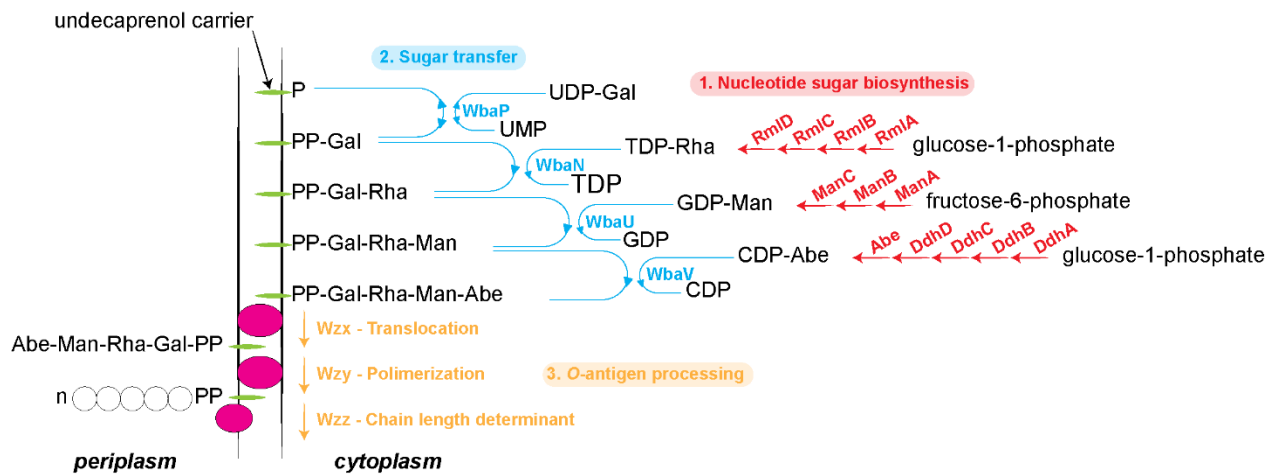 undecaprenol carrier
2. Sugar transfer
1. Nucleotide sugar biosynthesis
P
UDP-Gal
WbaP
UMP
PP-Gal
TDP-Rha
RmlD RmlC RmlB RmlA
glucose-1-phosphate
WbaN
TDP
PP-Gal-Rha
GDP-Man
ManC ManB ManA
fructose-6-phosphate
WbaU
GDP
PP-Gal-Rha-Man
CDP-Abe
Abe DdhD DdhC DdhB DdhA
glucose-1-phosphate
WbaV
CDP
PP-Gal-Rha-Man-Abe
Wzx - Translocation
Abe-Man-Rha-Gal-PP
Wzy - Polimerization
3. O-antigen processing
n
PP
Wzz - Chain length determinant
periplasm
cytoplasm